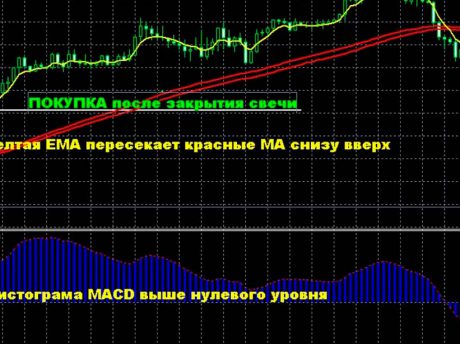 ПОКУПКА после закрытия свечи
елтая EMA пересекает красные MA снизу вверх
истограма MACD выше нулевого уровня